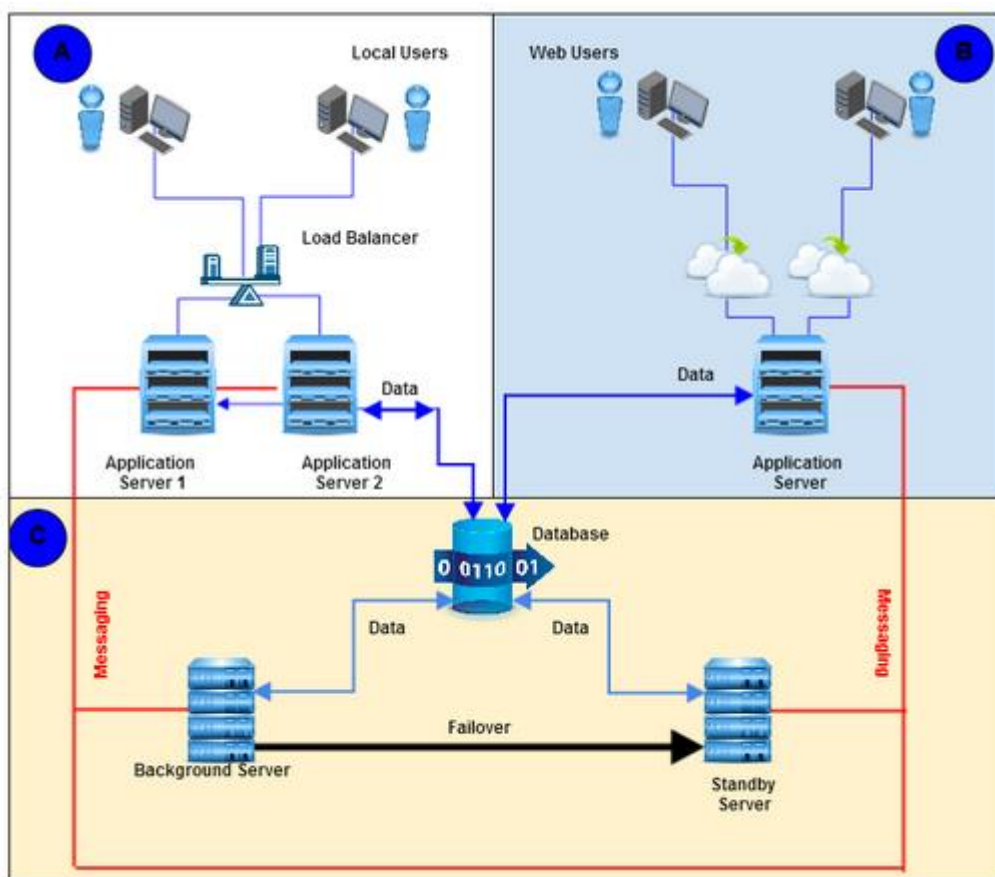 A
Local Users
Web Users
B
Load Balancer
Data
Data
Application
Server 1
Application
Server 2
Application
Server
C
Database
0 0110 01
Messaging
Data
Data
Messaging
Failover
Background Server
Standby
Server